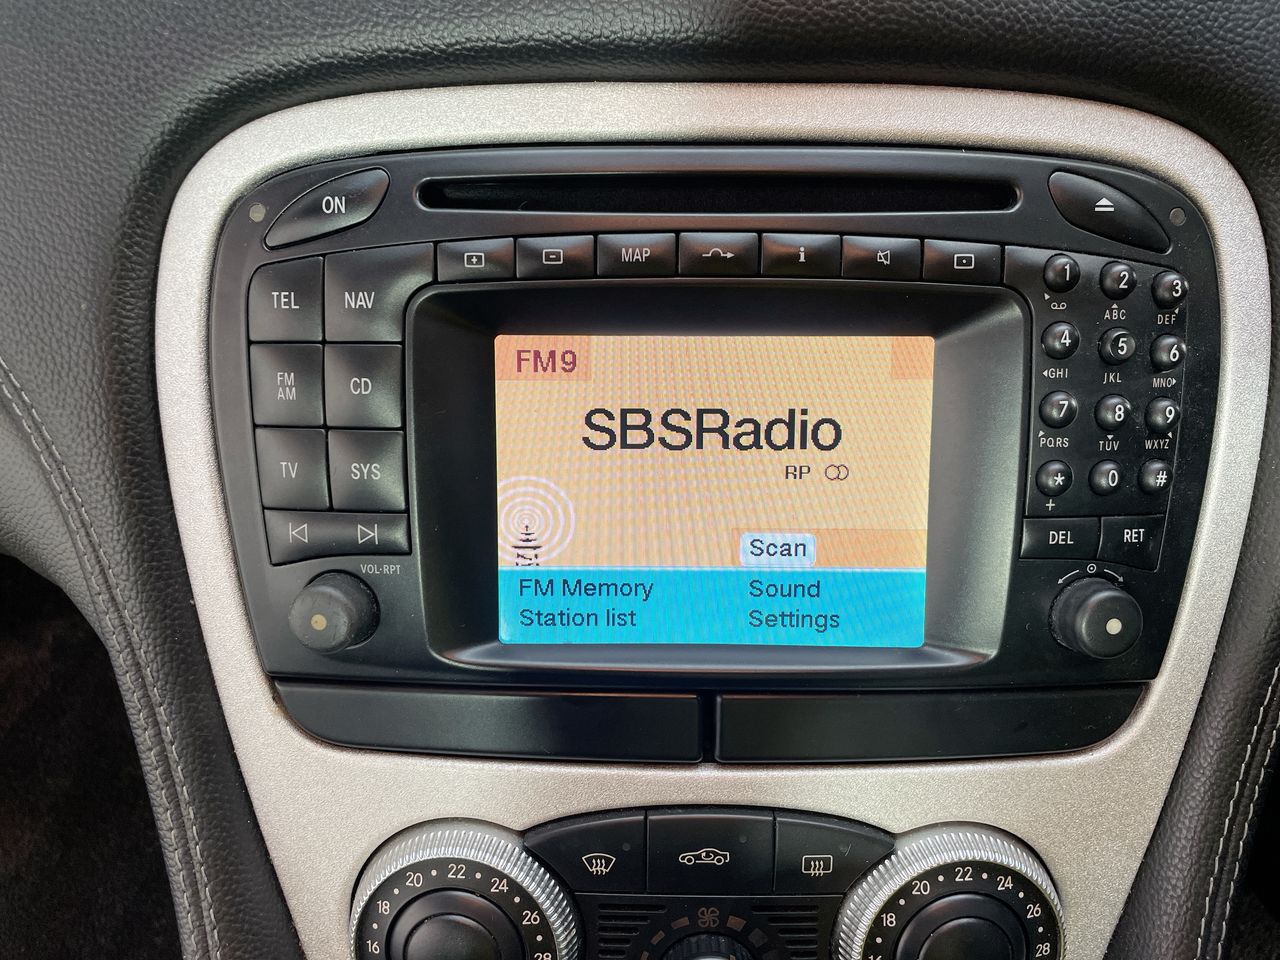 ON
MAP
i
TEL
NAV
FM
AM
CD
TV
SYS
VOL·RPT
FM9
SBSRadio
RP
Scan
FM Memory
Sound
Station list
Settings
1
2
3
ABC
DEF
4
5
6
GHI
JKL
MNO
7
8
9
PQRS
TUV
WXYZ
*
0
#
+
DEL
RET
16
18
20
22
24
26
28
16
18
20
22
24
26
28